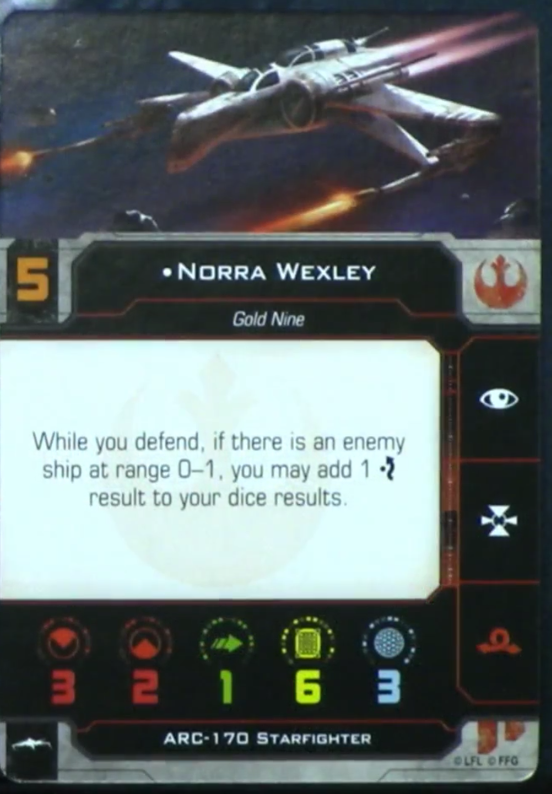 5
• NORRA WEXLEY
Gold Nine
While you defend, if there is an enemy
ship at range 0–1, you may add 1
result to your dice results.
3 2 1 6 3
ARC-170 STARFIGHTER
© LFL © FFG